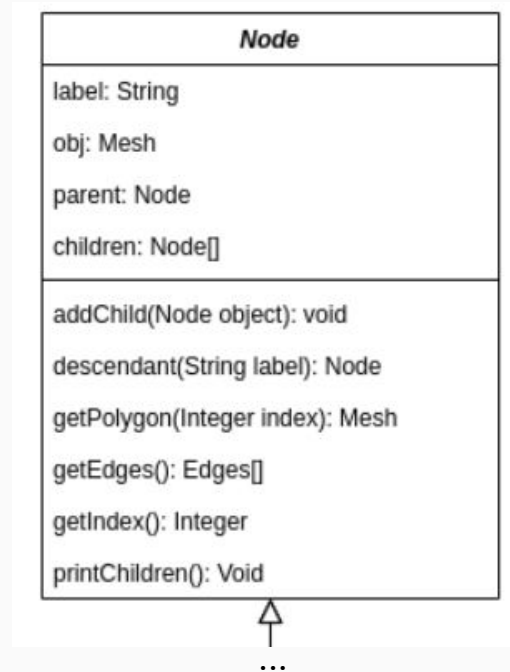 Node
label: String
obj: Mesh
parent: Node
children: Node[]
addChild(Node object): void
descendant(String label): Node
getPolygon(Integer index): Mesh
getEdges(): Edges[]
getIndex(): Integer
printChildren(): Void
...